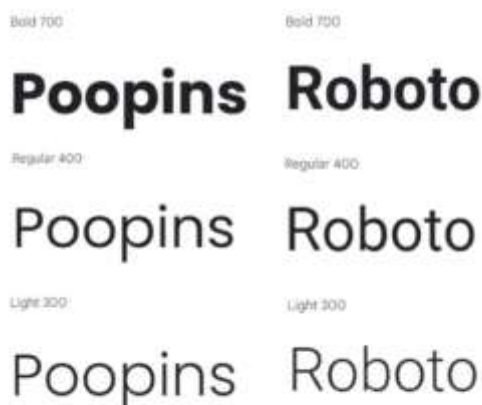 Bold 700
Poopins
Regular 400
Poopins
Light 300
Poopins
Bold 700
Roboto
Regular 400
Roboto
Light 300
Roboto